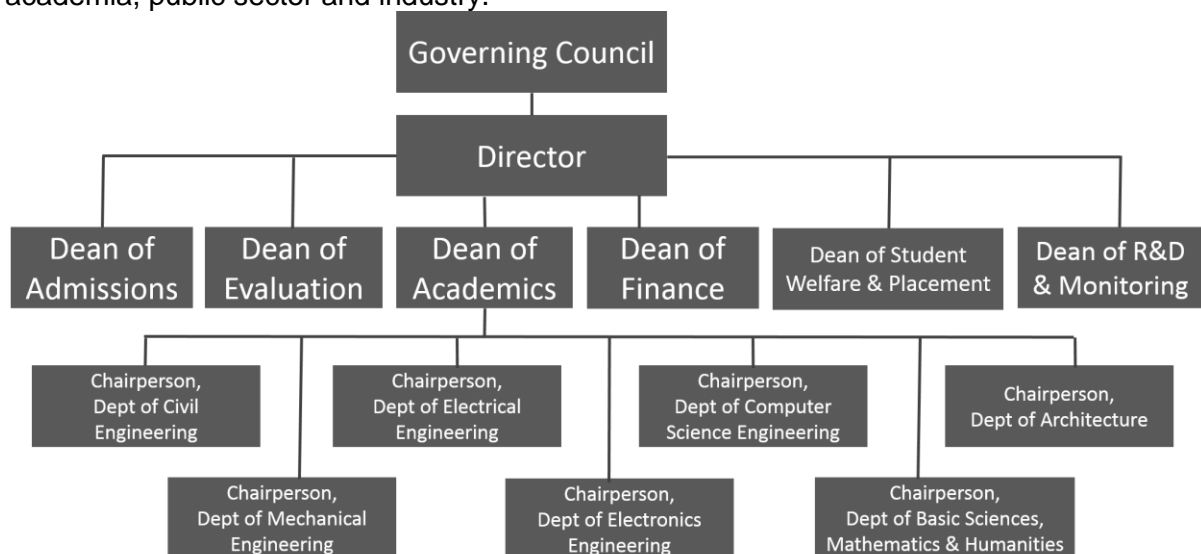 academia, public sector and industry.
Governing Council
Director
Dean of
Admissions
Dean of
Evaluation
Dean of
Academics
Dean of
Finance
Dean of Student
Welfare & Placement
Dean of R&D
& Monitoring
Chairperson,
Dept of Civil
Engineering
Chairperson,
Dept of Electrical
Engineering
Chairperson,
Dept of Computer
Science Engineering
Chairperson,
Dept of Architecture
Chairperson,
Dept of Mechanical
Engineering
Chairperson,
Dept of Electronics
Engineering
Chairperson,
Dept of Basic Sciences,
Mathematics & Humanities